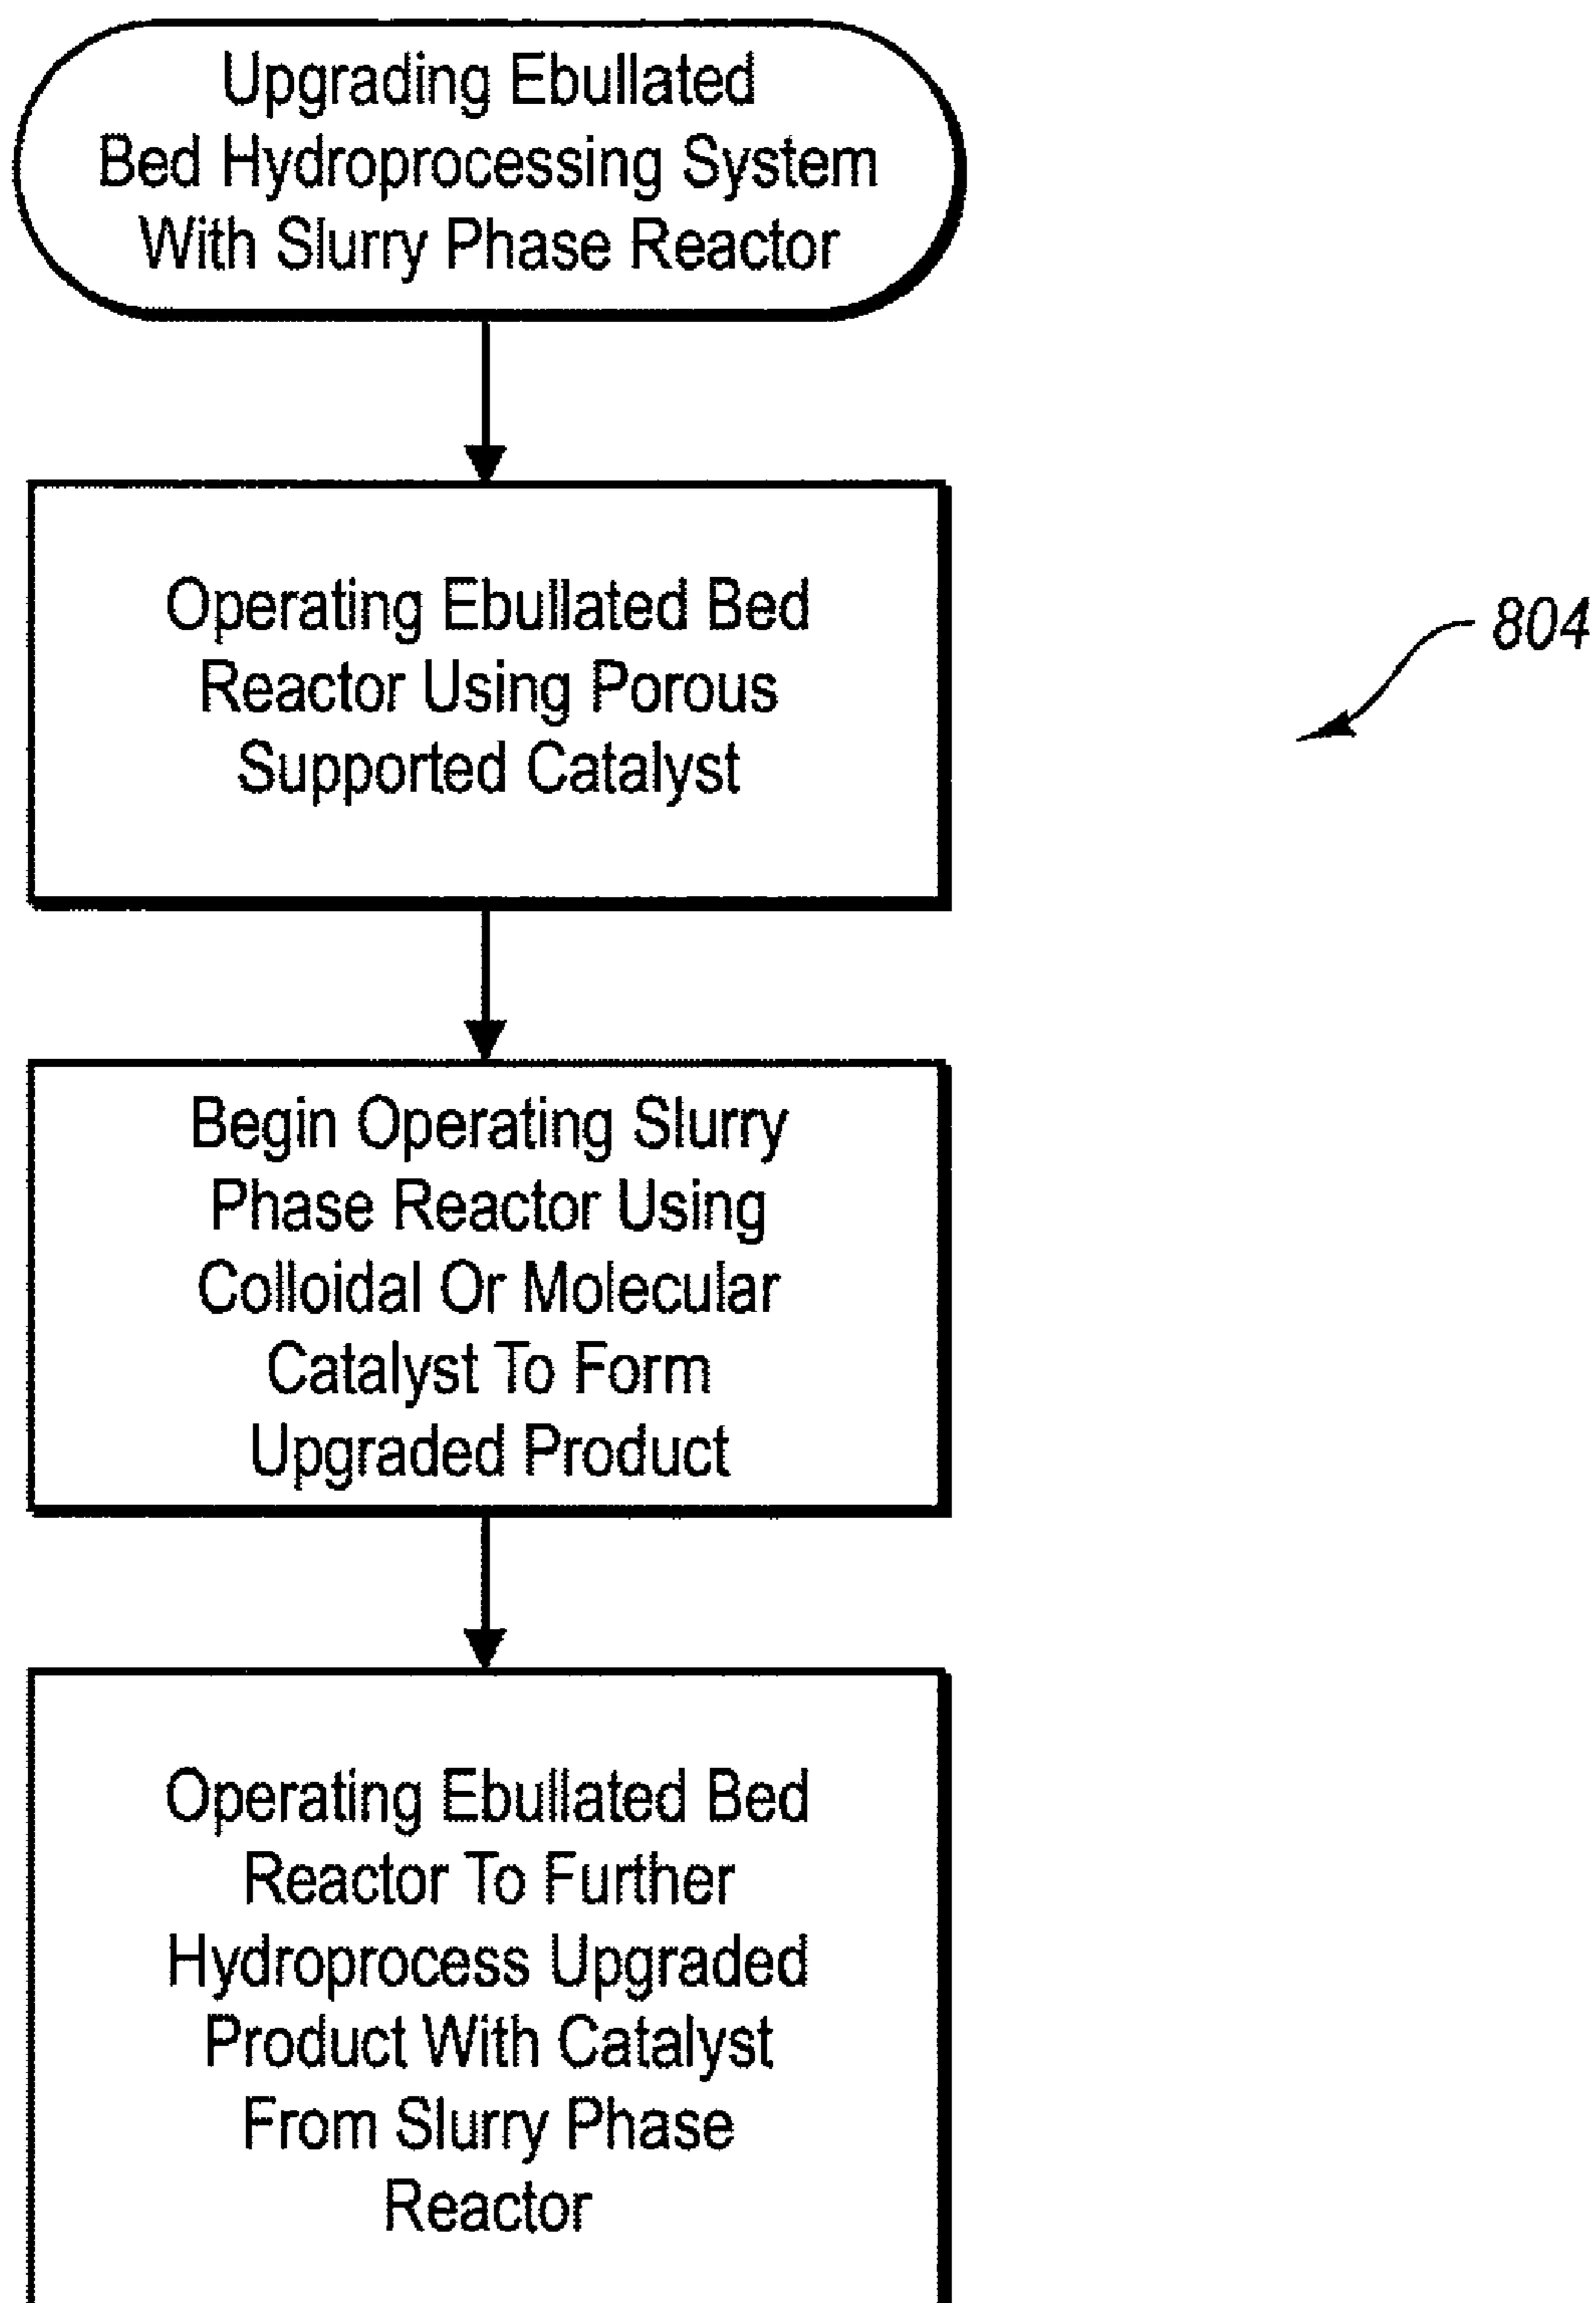 Upgrading Ebullated
Bed Hydroprocessing System
With Slurry Phase Reactor
Operating Ebullated Bed
Reactor Using Porous
Supported Catalyst
804
Begin Operating Slurry
Phase Reactor Using
Colloidal Or Molecular
Catalyst To Form
Upgraded Product
Operating Ebullated Bed
Reactor To Further
Hydroprocess Upgraded
Product With Catalyst
From Slurry Phase
Reactor